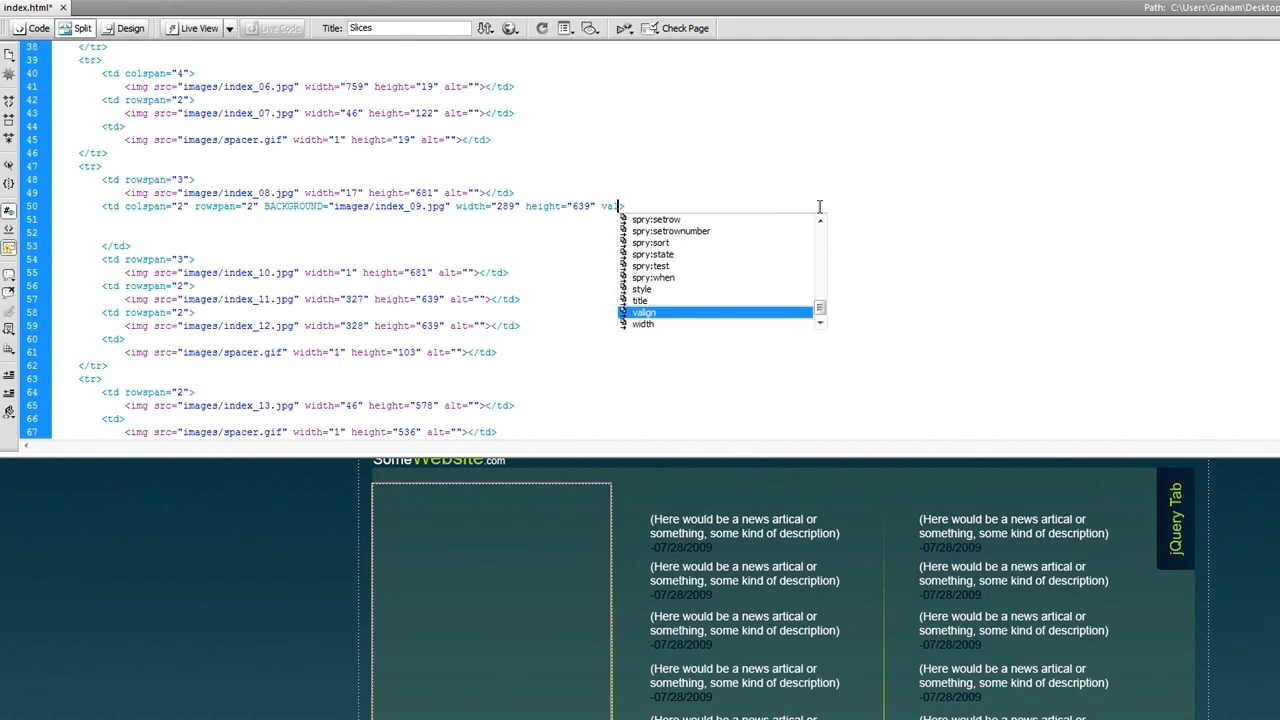 index.html* ×
Path: C:\Users\Graham\Desktop
Code Split Design Live View Live Code Title: Slices Check Page
38 </tr>
39 <tr>
40 <td colspan="4">
41 <img src="images/index_06.jpg" width="759" height="19" alt=""></td>
42 <td rowspan="2">
43 <img src="images/index_07.jpg" width="46" height="122" alt=""></td>
44 <td>
45 <img src="images/spacer.gif" width="1" height="19" alt=""></td>
46 </tr>
47 <tr>
48 <td rowspan="3">
49 <img src="images/index_08.jpg" width="17" height="681" alt=""></td>
50 <td colspan="2" rowspan="2" BACKGROUND="images/index_09.jpg" width="289" height="639" val>
51
52
53 </td>
54 <td rowspan="3">
55 <img src="images/index_10.jpg" width="1" height="681" alt=""></td>
56 <td rowspan="2">
57 <img src="images/index_11.jpg" width="327" height="639" alt=""></td>
58 <td rowspan="2">
59 <img src="images/index_12.jpg" width="328" height="639" alt=""></td>
60 <td>
61 <img src="images/spacer.gif" width="1" height="103" alt=""></td>
62 </tr>
63 <tr>
64 <td rowspan="2">
65 <img src="images/index_13.jpg" width="46" height="578" alt=""></td>
66 <td>
67 <img src="images/spacer.gif" width="1" height="536" alt=""></td>
spry:setrow
spry:setrownumber
spry:sort
spry:state
spry:test
spry:when
style
title
valign
width
SomeWebsite.com
jQuery Tab
(Here would be a news artical or
something, some kind of description)
-07/28/2009
(Here would be a news artical or
something, some kind of description)
-07/28/2009
(Here would be a news artical or
something, some kind of description)
-07/28/2009
(Here would be a news artical or
something, some kind of description)
-07/28/2009
(Here would be a news artical or
(Here would be a news artical or
something, some kind of description)
-07/28/2009
(Here would be a news artical or
something, some kind of description)
-07/28/2009
(Here would be a news artical or
something, some kind of description)
-07/28/2009
(Here would be a news artical or
something, some kind of description)
-07/28/2009
(Here would be a news artical or